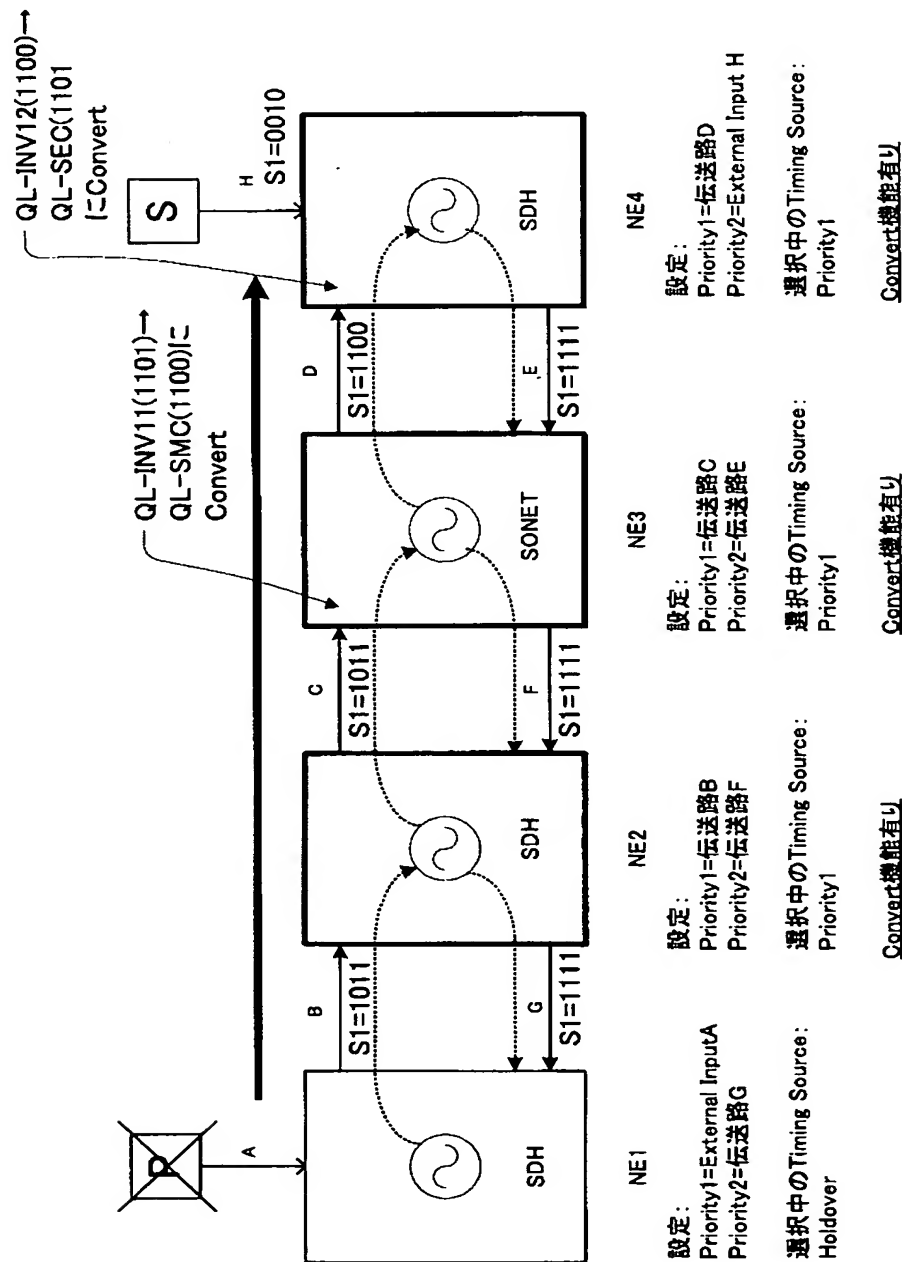 QL-INV12(1100)→
QL-SEC(1101
にConvert
QL-INV11(1101)→
QL-SMC(1100)に
Convert
P
A
S
H
S1=0010
B
S1=1011
C
S1=1011
D
S1=1100
SDH
SDH
SONET
SDH
G
S1=1111
F
S1=1111
E
S1=1111
NE1
設定:
Priority1=External InputA
Priority2=伝送路G
選択中のTiming Source:
Holdover
NE2
設定:
Priority1=伝送路B
Priority2=伝送路F
選択中のTiming Source:
Priority1
Convert機能有り
NE3
設定:
Priority1=伝送路C
Priority2=伝送路E
選択中のTiming Source:
Priority1
Convert機能有り
NE4
設定:
Priority1=伝送路D
Priority2=External Input H
選択中のTiming Source:
Priority1
Convert機能有り